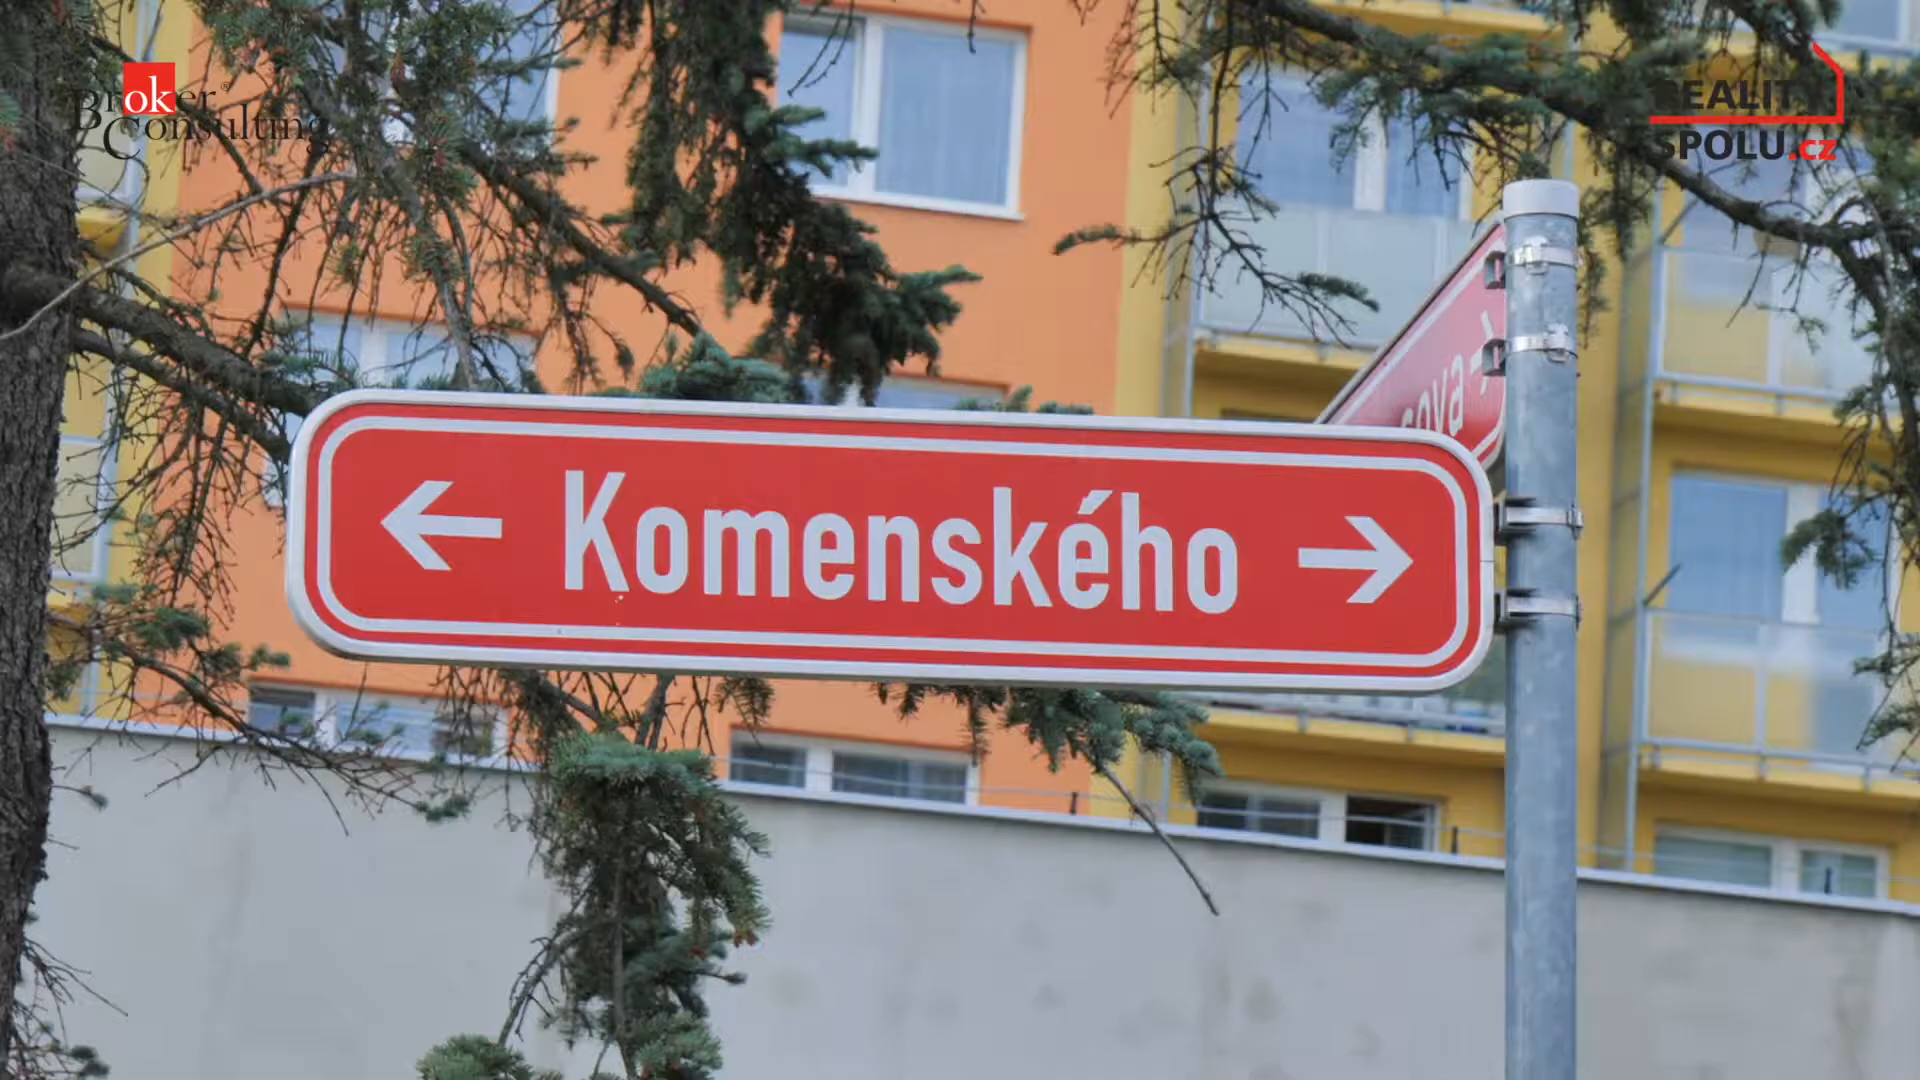 Broker®
Consulting
REALITY
SPOLU.cz
← Komenského →